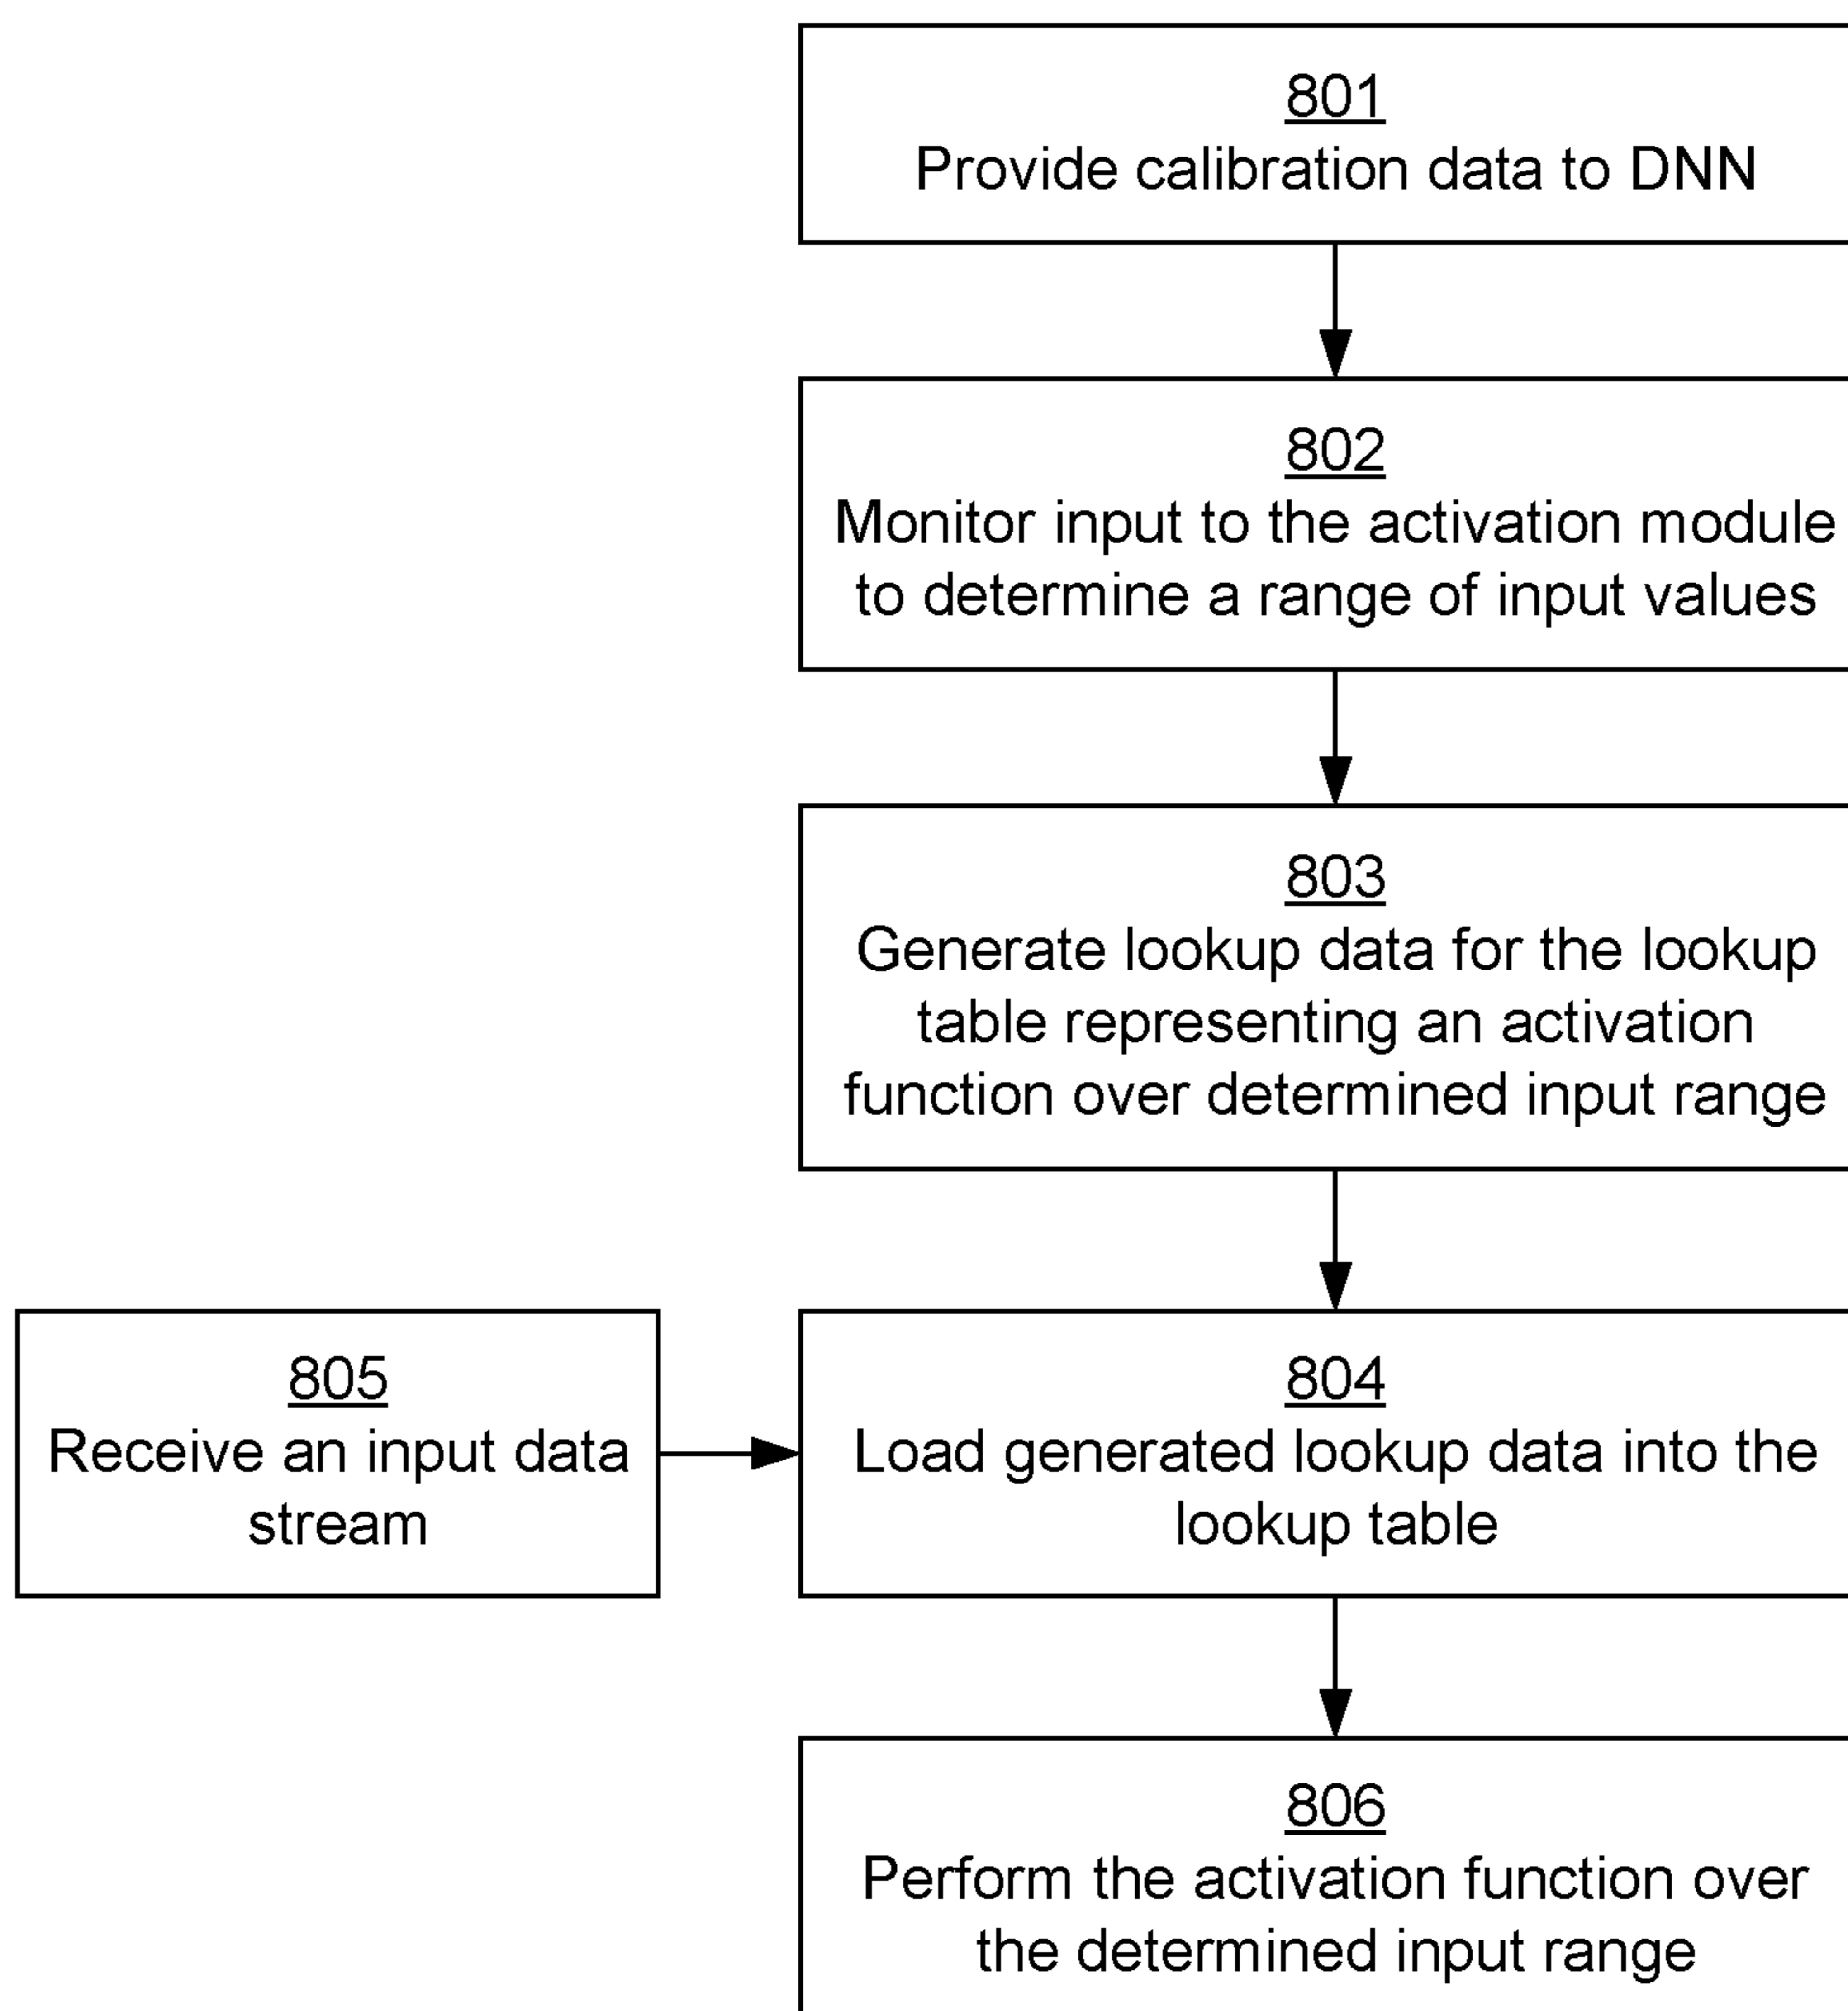 801
Provide calibration data to DNN
802
Monitor input to the activation module
to determine a range of input values
803
Generate lookup data for the lookup
table representing an activation
function over determined input range
805
Receive an input data
stream
804
Load generated lookup data into the
lookup table
806
Perform the activation function over
the determined input range